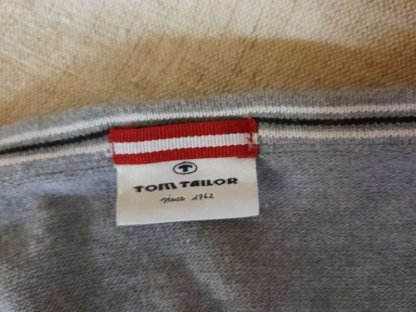 TOM TAILOR
since 1962